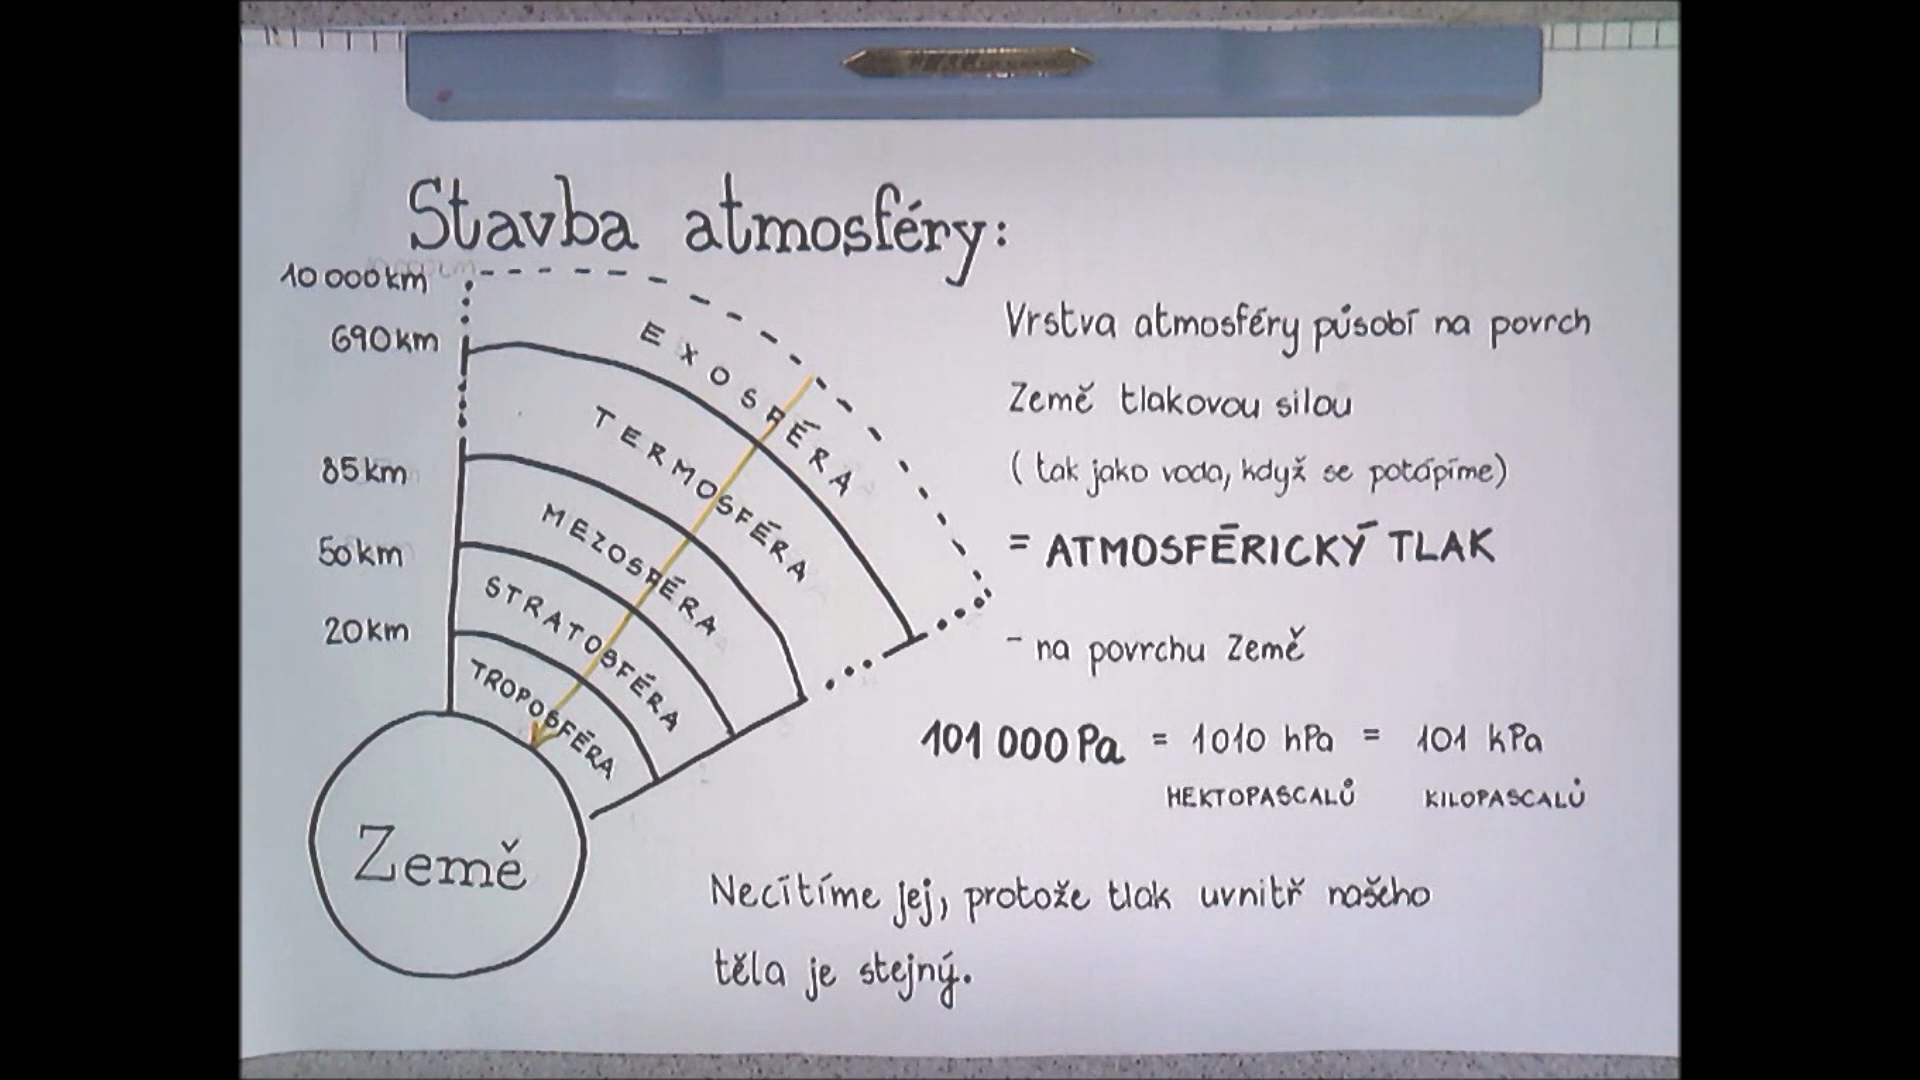 Stavba atmosféry:
10 000 km
690 km
85 km
50 km
20 km
EXOSFÉRA
TERMOSFÉRA
MEZOSFÉRA
STRATOSFÉRA
TROPOSFÉRA
Země
Vrstva atmosféry působí na povrch
Země tlakovou silou
(tak jako voda, když se potápíme)
= ATMOSFÉRICKÝ TLAK
- na povrchu Země
101 000 Pa = 1010 hPa = 101 kPa
HEKTOPASCALŮ KILOPASCALŮ
Necítíme jej, protože tlak uvnitř našeho
těla je stejný.